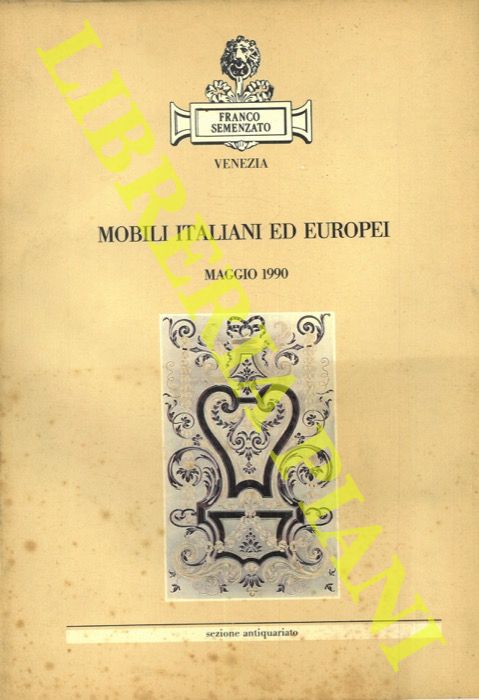 FRANCO
SEMENZATO
VENEZIA
MOBILI ITALIANI ED EUROPEI
MAGGIO 1990
sezione antiquariato
LIBRERIA PIANI